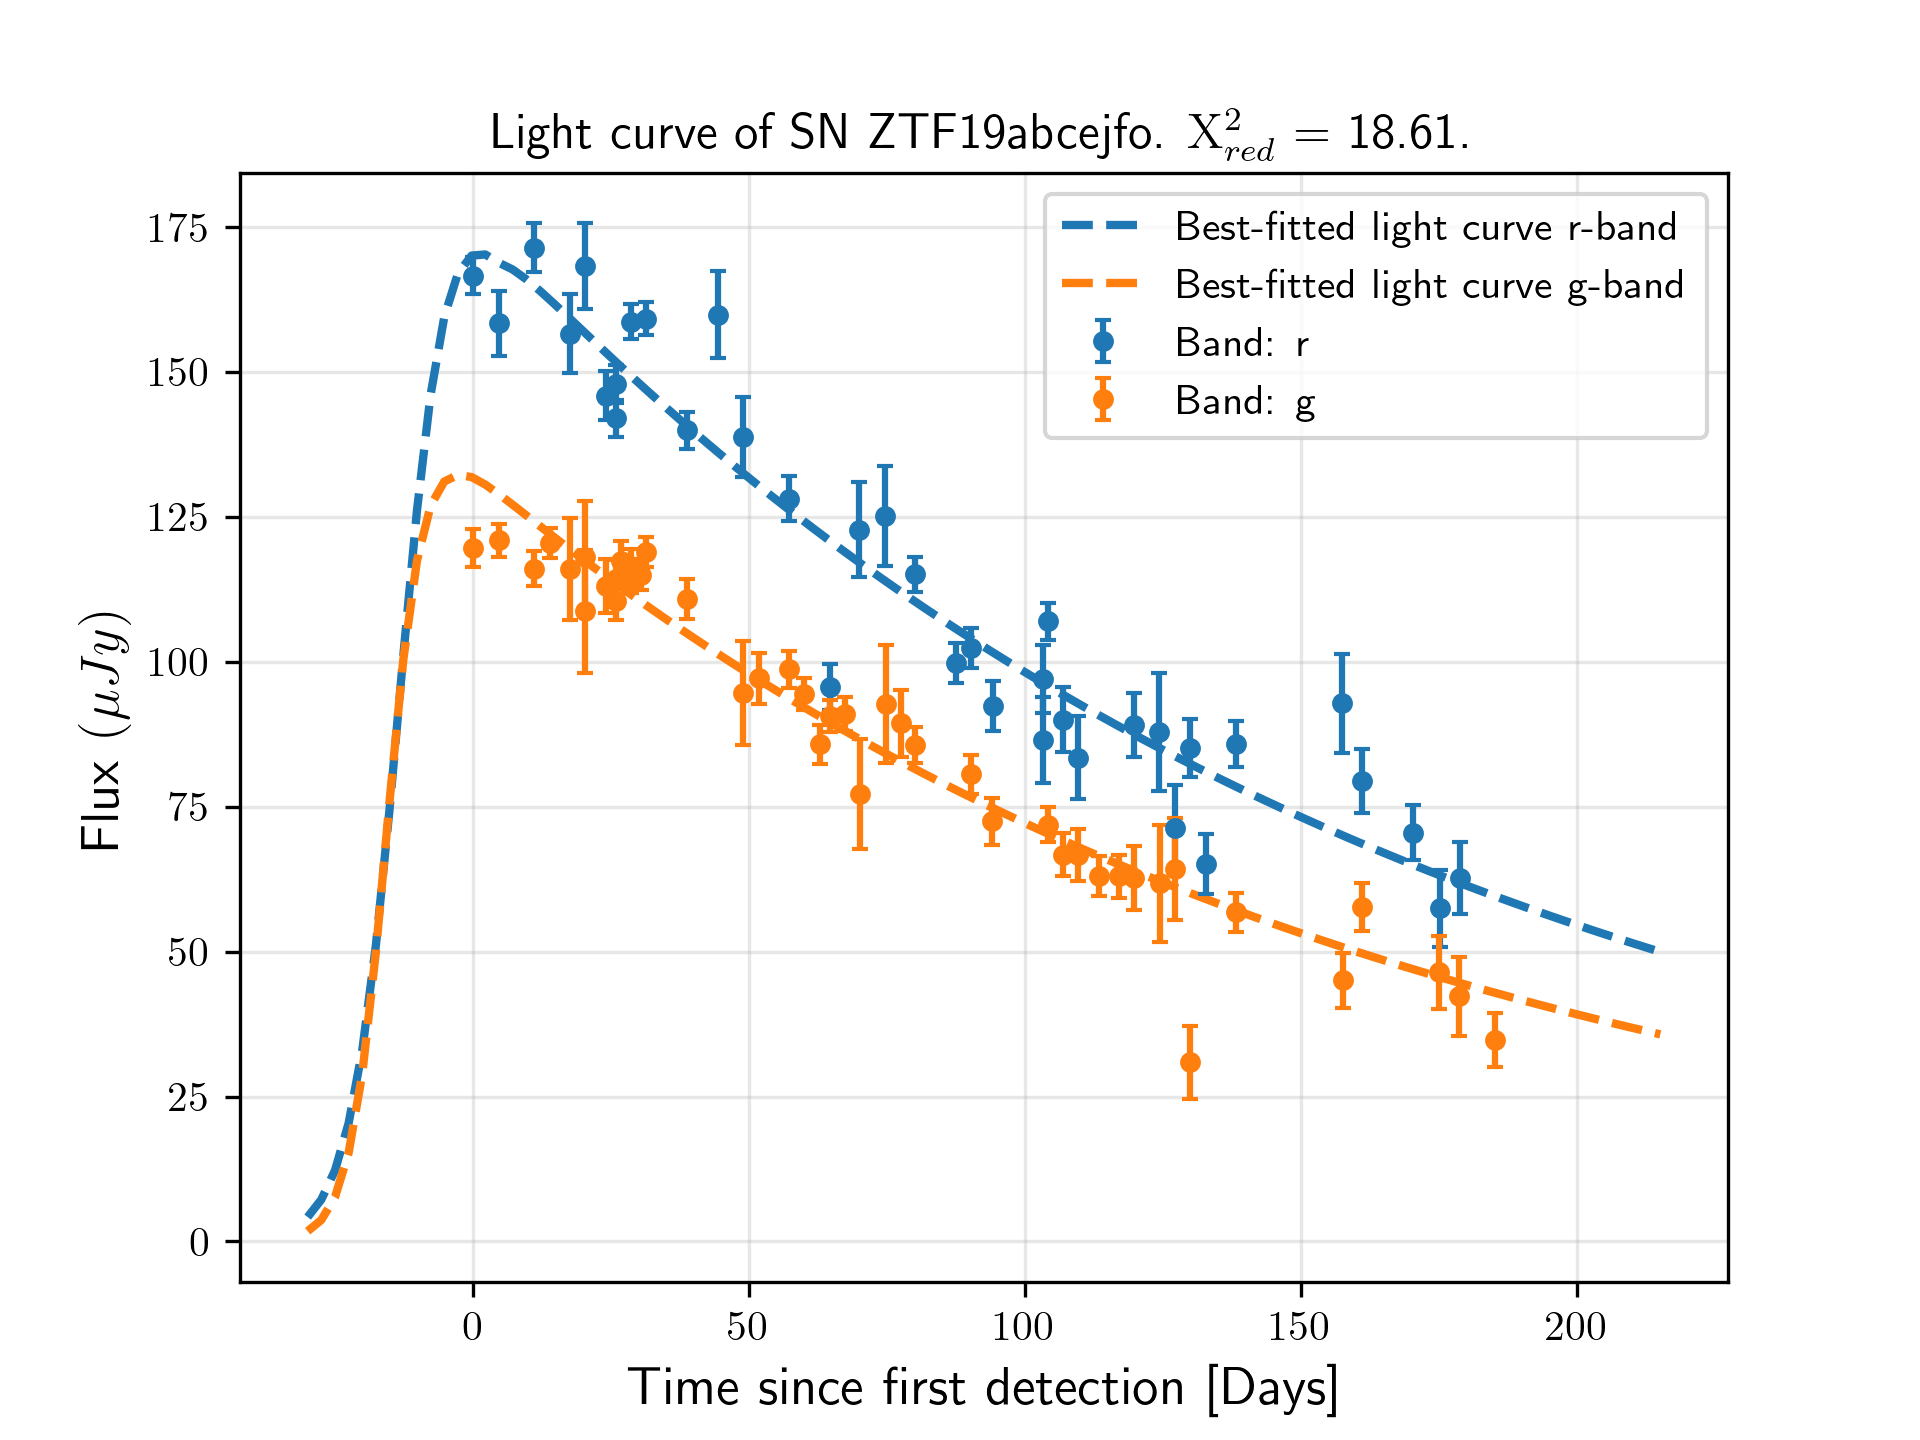 Light curve of SN ZTF19abcejfo. X²_red = 18.61.
Best-fitted light curve r-band
Best-fitted light curve g-band
Band: r
Band: g
Flux (μJy)
175
150
125
100
75
50
25
0
0 50 100 150 200
Time since first detection [Days]